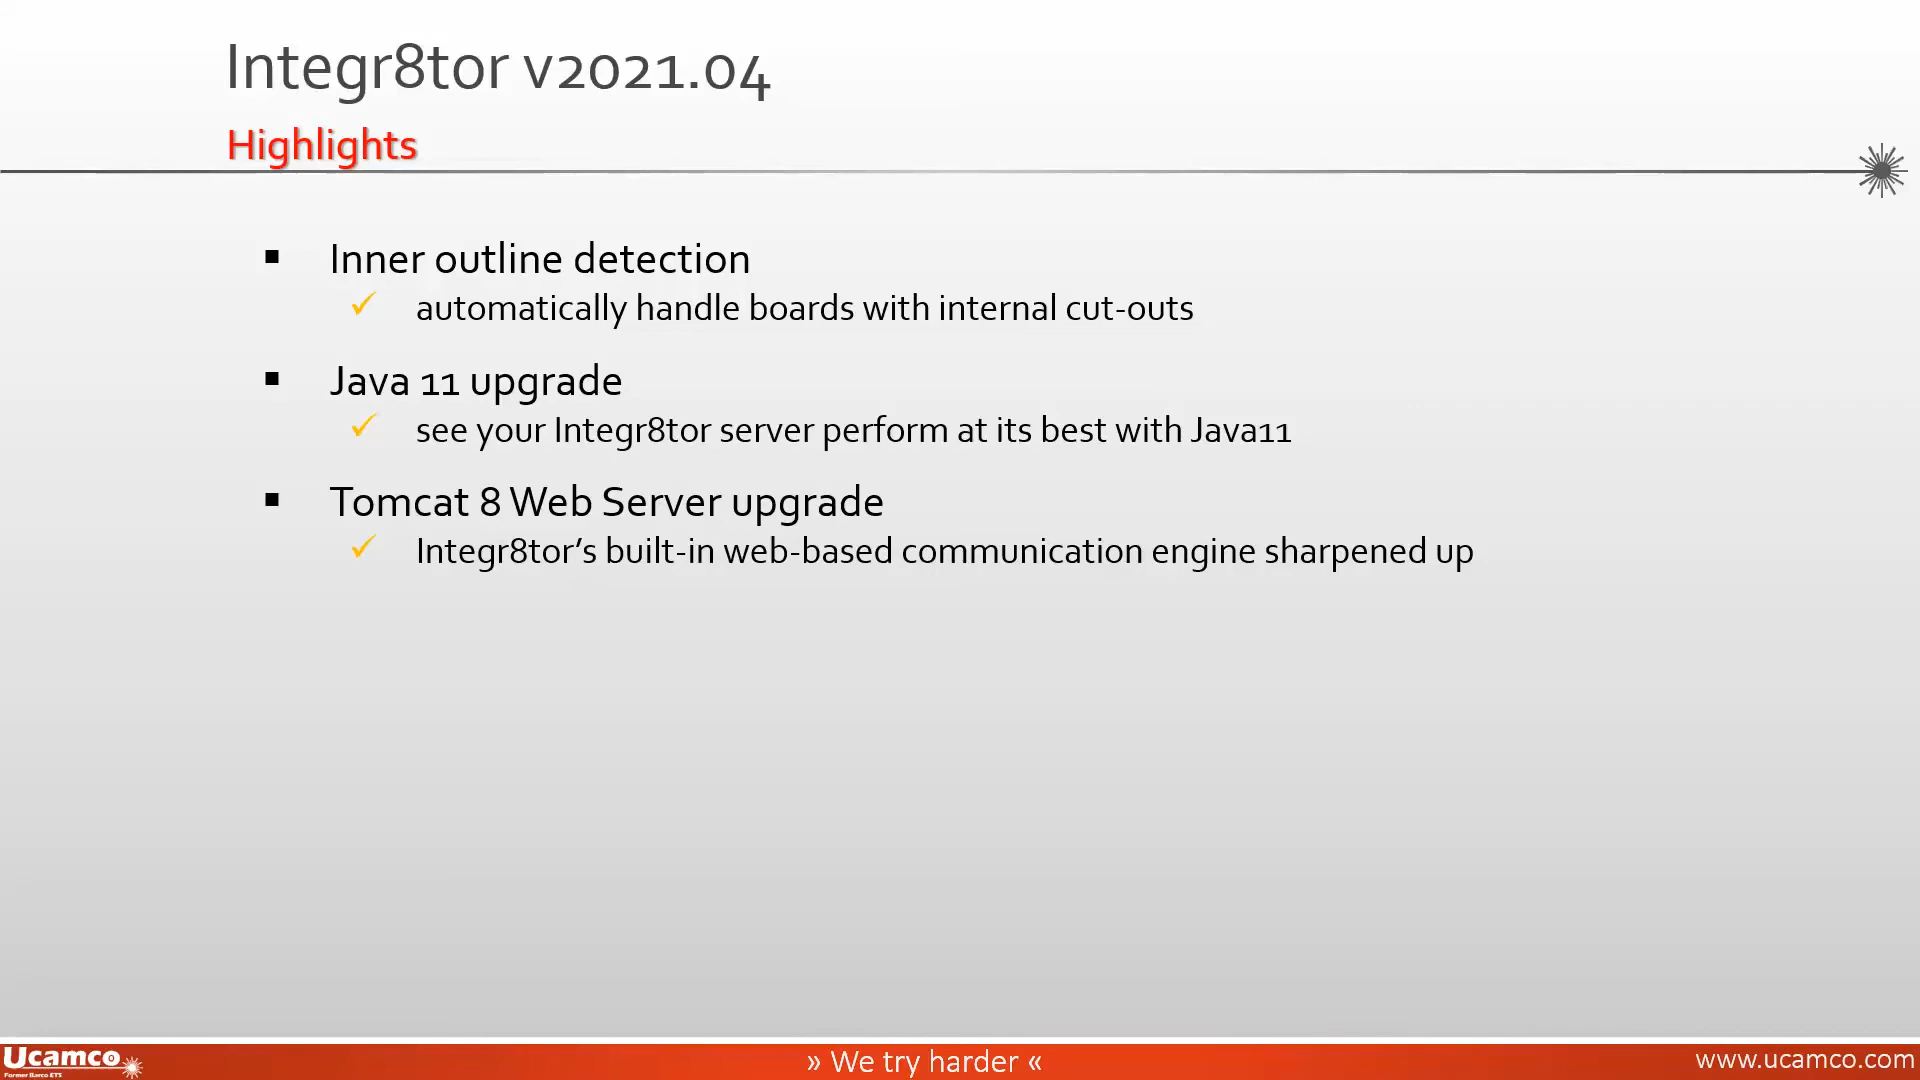 Integr8tor v2021.04
Highlights
Inner outline detection
automatically handle boards with internal cut-outs
Java 11 upgrade
see your Integr8tor server perform at its best with Java11
Tomcat 8 Web Server upgrade
Integr8tor’s built-in web-based communication engine sharpened up
Ucamco
Former Barco ETS
» We try harder «
www.ucamco.com